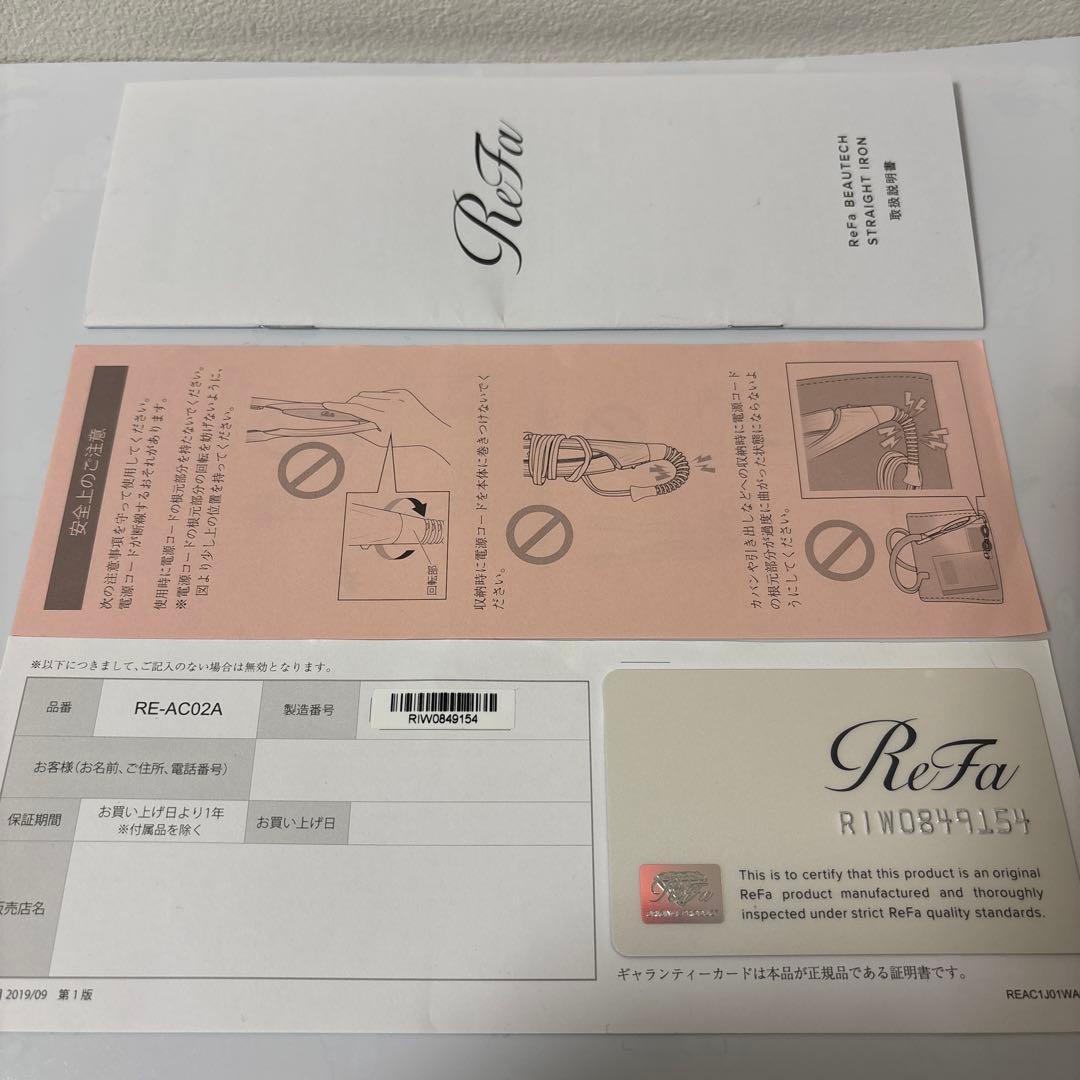 ReFa
ReFa BEAUTECH
STRAIGHT IRON
取扱説明書
安全上のご注意
次の注意事項を守って使用してください。
電源コードが断線するおそれがあります。
使用時に電源コードの根元部分を持たないでください。
※電源コードの根元部分の回転を妨げないように、
図より少し上の位置を持ってください。
回転部
収納時に電源コードを本体に巻きつけないでく
ださい。
カバンや引き出しなどへの収納時に電源コード
の根元部分が過度に曲がった状態にならないよ
うにしてください。
※以下につきまして、ご記入のない場合は無効となります。
品番
RE-AC02A
製造番号
RIW0849154
お客様(お名前、ご住所、電話番号)
保証期間
お買い上げ日より1年
※付属品を除く
お買い上げ日
販売店名
2019/09 第1版
ReFa
RIW0849154
ReFa
This is to certify that this product is an original
ReFa product manufactured and thoroughly
inspected under strict ReFa quality standards.
ギャランティーカードは本品が正規品である証明書です。
REAC1J01WA